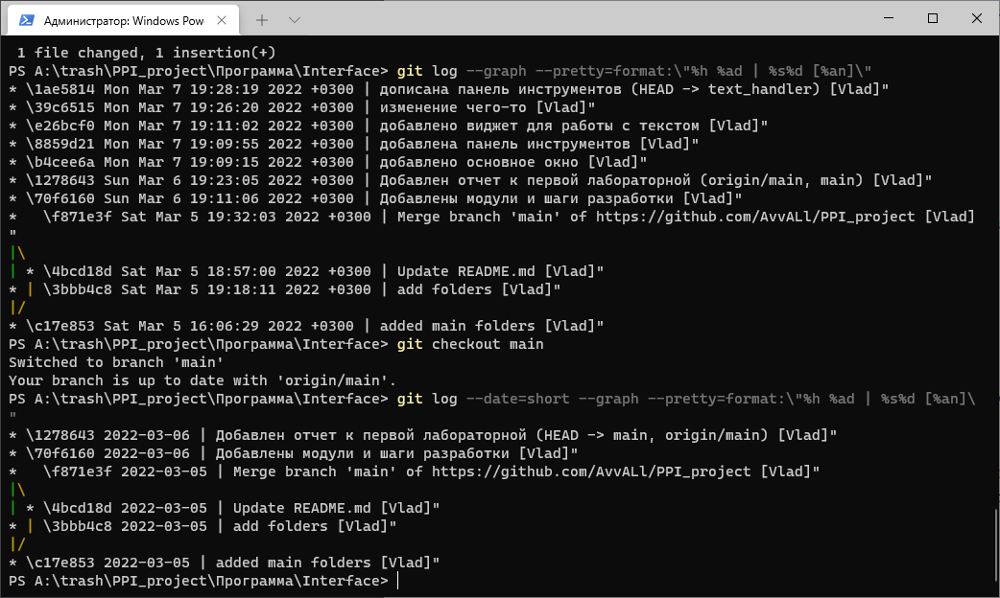 Администратор: Windows Pow
1 file changed, 1 insertion(+)
PS A:\trash\PPI_project\Программа\Interface> git log --graph --pretty=format:\"%h %ad | %s%d [%an]\"
* \1ae5814 Mon Mar 7 19:28:19 2022 +0300 | дописана панель инструментов (HEAD -> text_handler) [Vlad]"
* \39c6515 Mon Mar 7 19:26:20 2022 +0300 | изменение чего-то [Vlad]"
* \e26bcf0 Mon Mar 7 19:11:02 2022 +0300 | добавлено виджет для работы с текстом [Vlad]"
* \8859d21 Mon Mar 7 19:09:55 2022 +0300 | добавлена панель инструментов [Vlad]"
* \b4cee6a Mon Mar 7 19:09:15 2022 +0300 | добавлено основное окно [Vlad]"
* \1278643 Sun Mar 6 19:23:05 2022 +0300 | Добавлен отчет к первой лабораторной (origin/main, main) [Vlad]"
* \70f6160 Sun Mar 6 19:11:06 2022 +0300 | Добавлены модули и шаги разработки [Vlad]"
*   \f871e3f Sat Mar 5 19:32:03 2022 +0300 | Merge branch 'main' of https://github.com/AvvALl/PPI_project [Vlad]
"
|\
| * \4bcd18d Sat Mar 5 18:57:00 2022 +0300 | Update README.md [Vlad]"
* | \3bbb4c8 Sat Mar 5 19:18:11 2022 +0300 | add folders [Vlad]"
|/
* \c17e853 Sat Mar 5 16:06:29 2022 +0300 | added main folders [Vlad]"
PS A:\trash\PPI_project\Программа\Interface> git checkout main
Switched to branch 'main'
Your branch is up to date with 'origin/main'.
PS A:\trash\PPI_project\Программа\Interface> git log --date=short --graph --pretty=format:\"%h %ad | %s%d [%an]\
"
* \1278643 2022-03-06 | Добавлен отчет к первой лабораторной (HEAD -> main, origin/main) [Vlad]"
* \70f6160 2022-03-06 | Добавлены модули и шаги разработки [Vlad]"
*   \f871e3f 2022-03-05 | Merge branch 'main' of https://github.com/AvvALl/PPI_project [Vlad]"
|\
| * \4bcd18d 2022-03-05 | Update README.md [Vlad]"
* | \3bbb4c8 2022-03-05 | add folders [Vlad]"
|/
* \c17e853 2022-03-05 | added main folders [Vlad]"
PS A:\trash\PPI_project\Программа\Interface>